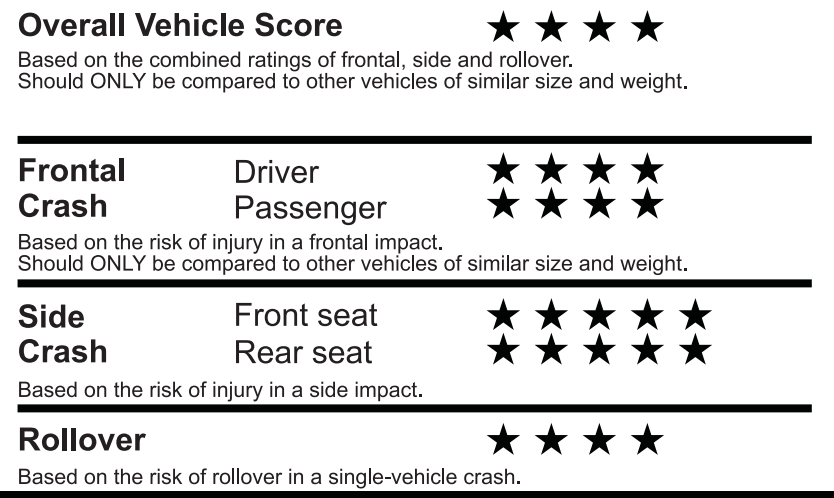 Overall Vehicle Score ★ ★ ★ ★
Based on the combined ratings of frontal, side and rollover.
Should ONLY be compared to other vehicles of similar size and weight.
Frontal Driver ★ ★ ★ ★
Crash Passenger ★ ★ ★ ★
Based on the risk of injury in a frontal impact.
Should ONLY be compared to other vehicles of similar size and weight.
Side Front seat ★ ★ ★ ★ ★
Crash Rear seat ★ ★ ★ ★ ★
Based on the risk of injury in a side impact.
Rollover ★ ★ ★ ★
Based on the risk of rollover in a single-vehicle crash.